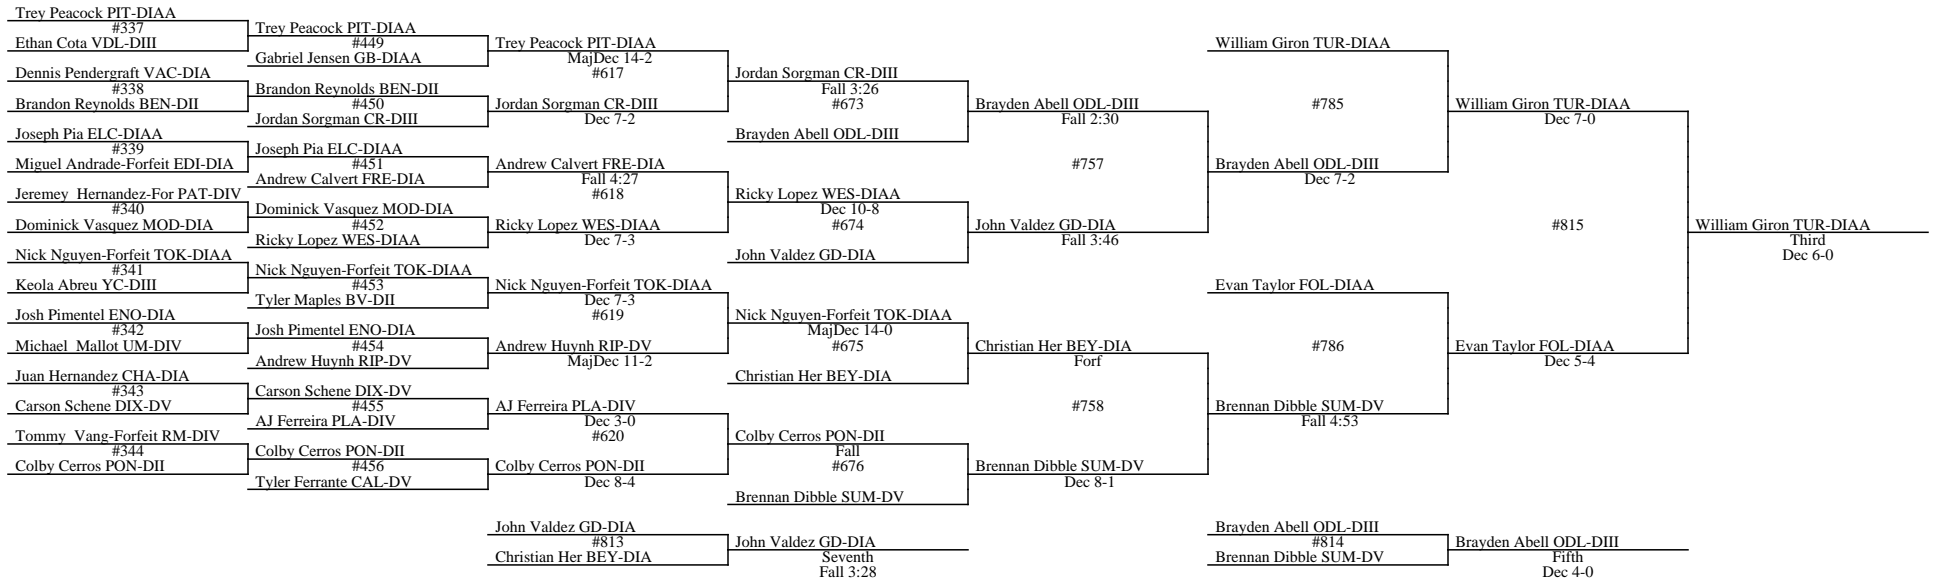 Trey Peacock PIT-DIAA
#337
Ethan Cota VDL-DIII
Dennis Pendergraft VAC-DIA
#338
Brandon Reynolds BEN-DII
Joseph Pia ELC-DIAA
#339
Miguel Andrade-Forfeit EDI-DIA
Jeremey  Hernandez-For PAT-DIV
#340
Dominick Vasquez MOD-DIA
Nick Nguyen-Forfeit TOK-DIAA
#341
Keola Abreu YC-DIII
Josh Pimentel ENO-DIA
#342
Michael  Mallot UM-DIV
Juan Hernandez CHA-DIA
#343
Carson Schene DIX-DV
Tommy  Vang-Forfeit RM-DIV
#344
Colby Cerros PON-DII
Trey Peacock PIT-DIAA
#449
Gabriel Jensen GB-DIAA
Brandon Reynolds BEN-DII
#450
Jordan Sorgman CR-DIII
Joseph Pia ELC-DIAA
#451
Andrew Calvert FRE-DIA
Dominick Vasquez MOD-DIA
#452
Ricky Lopez WES-DIAA
Nick Nguyen-Forfeit TOK-DIAA
#453
Tyler Maples BV-DII
Josh Pimentel ENO-DIA
#454
Andrew Huynh RIP-DV
Carson Schene DIX-DV
#455
AJ Ferreira PLA-DIV
Colby Cerros PON-DII
#456
Tyler Ferrante CAL-DV
Trey Peacock PIT-DIAA
MajDec 14-2
#617
Jordan Sorgman CR-DIII
Dec 7-2
Andrew Calvert FRE-DIA
Fall 4:27
#618
Ricky Lopez WES-DIAA
Dec 7-3
Nick Nguyen-Forfeit TOK-DIAA
Dec 7-3
#619
Andrew Huynh RIP-DV
MajDec 11-2
AJ Ferreira PLA-DIV
Dec 3-0
#620
Colby Cerros PON-DII
Dec 8-4
Jordan Sorgman CR-DIII
Fall 3:26
#673
Brayden Abell ODL-DIII
Ricky Lopez WES-DIAA
Dec 10-8
#674
John Valdez GD-DIA
Nick Nguyen-Forfeit TOK-DIAA
MajDec 14-0
#675
Christian Her BEY-DIA
Colby Cerros PON-DII
Fall
#676
Brennan Dibble SUM-DV
Brayden Abell ODL-DIII
Fall 2:30
#757
John Valdez GD-DIA
Fall 3:46
Christian Her BEY-DIA
Forf
#758
Brennan Dibble SUM-DV
Dec 8-1
William Giron TUR-DIAA
#785
Brayden Abell ODL-DIII
Dec 7-2
Evan Taylor FOL-DIAA
#786
Brennan Dibble SUM-DV
Fall 4:53
William Giron TUR-DIAA
Dec 7-0
#815
Evan Taylor FOL-DIAA
Dec 5-4
William Giron TUR-DIAA
Third
Dec 6-0
John Valdez GD-DIA
#813
Christian Her BEY-DIA
John Valdez GD-DIA
Seventh
Fall 3:28
Brayden Abell ODL-DIII
#814
Brennan Dibble SUM-DV
Brayden Abell ODL-DIII
Fifth
Dec 4-0